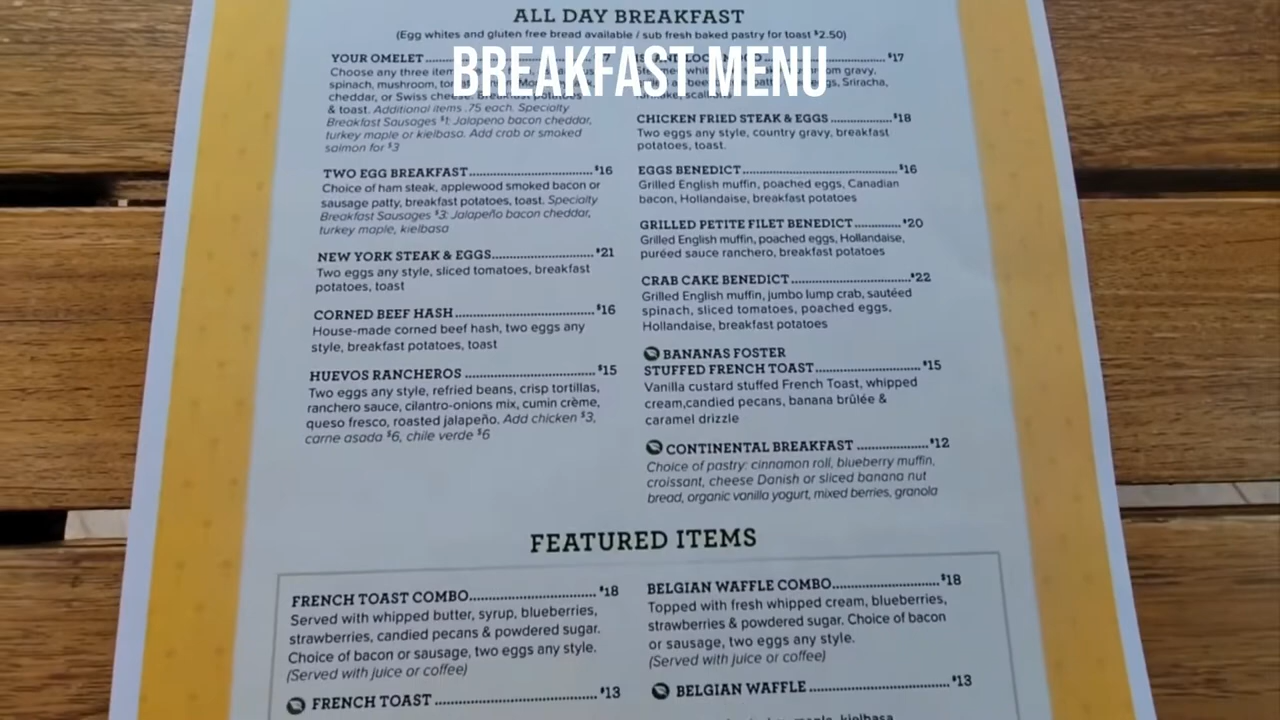 ALL DAY BREAKFAST
(Egg whites and gluten free bread available / sub fresh baked pastry for toast $2.50)
BREAKFAST MENU
YOUR OMELET
Choose any three
spinach, mushroom,
cheddar, or Swiss cheese. Breakfast potatoes
& toast. Additional items .75 each. Specialty
Breakfast Sausages $1: Jalapeno bacon cheddar,
turkey maple or kielbasa. Add crab or smoked
salmon for $3
TWO EGG BREAKFAST $16
Choice of ham steak, applewood smoked bacon or
sausage patty, breakfast potatoes, toast. Specialty
Breakfast Sausages $3: Jalapeño bacon cheddar,
turkey maple, kielbasa
NEW YORK STEAK & EGGS $21
Two eggs any style, sliced tomatoes, breakfast
potatoes, toast
CORNED BEEF HASH $16
House-made corned beef hash, two eggs any
style, breakfast potatoes, toast
HUEVOS RANCHEROS $15
Two eggs any style, refried beans, crisp tortillas,
ranchero sauce, cilantro-onions mix, cumin crème,
queso fresco, roasted jalapeño. Add chicken $3,
carne asada $6, chile verde $6
$17
gravy,
eggs, Sriracha,
CHICKEN FRIED STEAK & EGGS $18
Two eggs any style, country gravy, breakfast
potatoes, toast.
EGGS BENEDICT $16
Grilled English muffin, poached eggs, Canadian
bacon, Hollandaise, breakfast potatoes
GRILLED PETITE FILET BENEDICT $20
Grilled English muffin, poached eggs, Hollandaise,
puréed sauce ranchero, breakfast potatoes
CRAB CAKE BENEDICT $22
Grilled English muffin, jumbo lump crab, sautéed
spinach, sliced tomatoes, poached eggs,
Hollandaise, breakfast potatoes
BANANAS FOSTER
STUFFED FRENCH TOAST $15
Vanilla custard stuffed French Toast, whipped
cream,candied pecans, banana brûlée &
caramel drizzle
CONTINENTAL BREAKFAST $12
Choice of pastry: cinnamon roll, blueberry muffin,
croissant, cheese Danish or sliced banana nut
bread, organic vanilla yogurt, mixed berries, granola
FEATURED ITEMS
FRENCH TOAST COMBO $18
Served with whipped butter, syrup, blueberries,
strawberries, candied pecans & powdered sugar.
Choice of bacon or sausage, two eggs any style.
(Served with juice or coffee)
FRENCH TOAST $13
BELGIAN WAFFLE COMBO $18
Topped with fresh whipped cream, blueberries,
strawberries & powdered sugar. Choice of bacon
or sausage, two eggs any style.
(Served with juice or coffee)
BELGIAN WAFFLE $13
maple, kielbasa